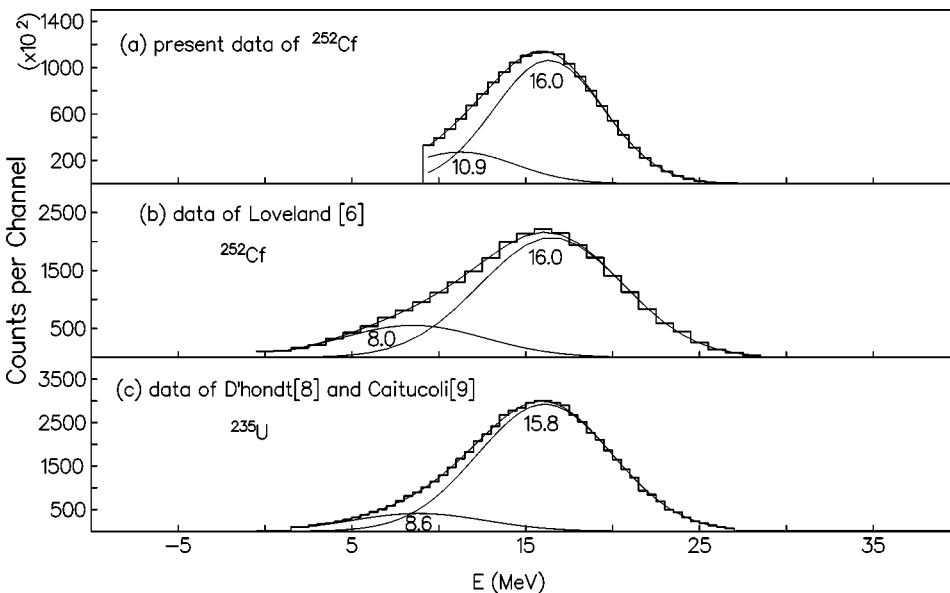 Counts per Channel
(x10²)
1400
1000
600
200
(a) present data of ²⁵²Cf
16.0
10.9
2500
1500
500
(b) data of Loveland [6]
²⁵²Cf
16.0
8.0
3500
2500
1500
500
(c) data of D'hondt[8] and Caitucoli[9]
²³⁵U
15.8
8.6
−5 5 15 25 35
E (MeV)